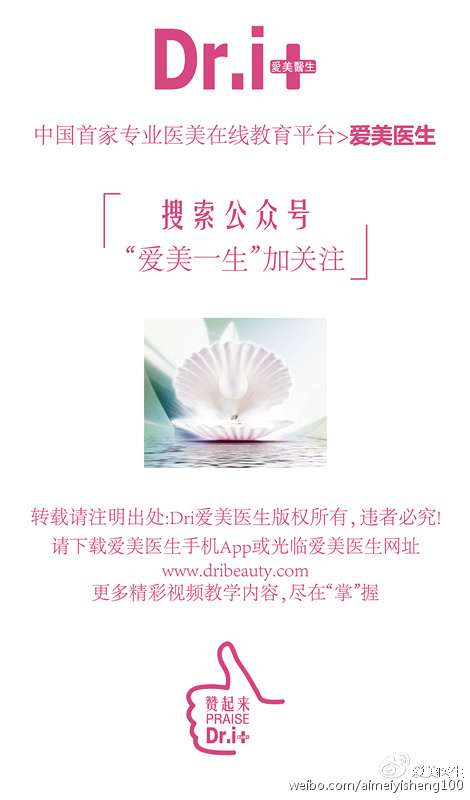 Dr.i+
愛美醫生
中国首家专业医美在线教育平台>爱美医生
搜索公众号
“爱美一生”加关注
转载请注明出处:Dri爱美医生版权所有,违者必究!
请下载爱美医生手机App或光临爱美医生网址
www.dribeauty.com
更多精彩视频教学内容,尽在“掌”握
赞起来
PRAISE
Dr.i+
爱美医生
weibo.com/aimeiyisheng100